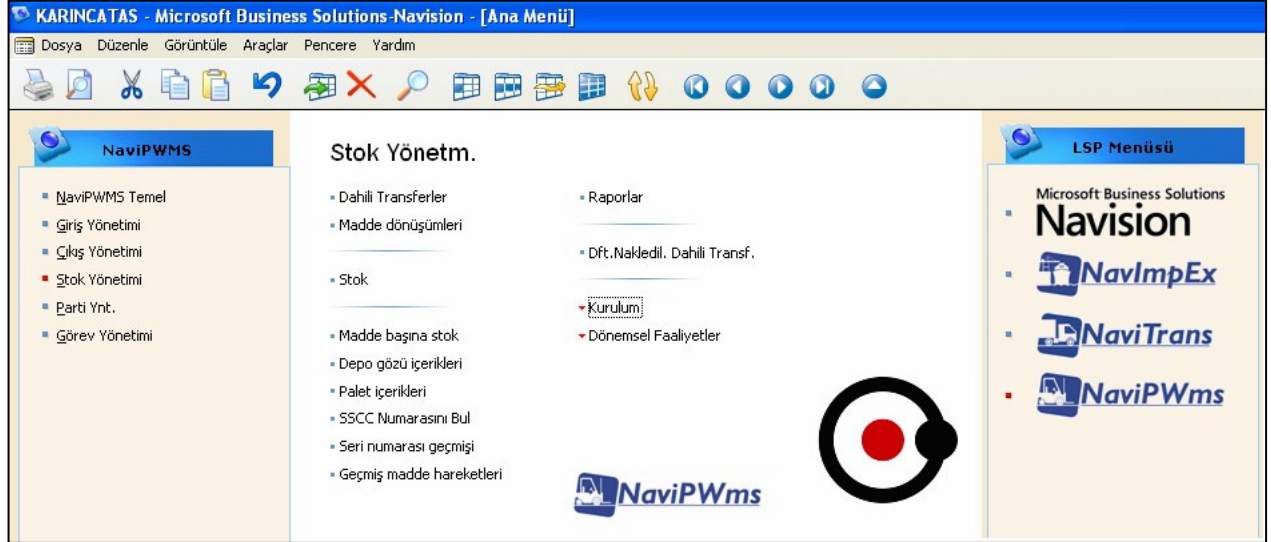 KARINCATAS - Microsoft Business Solutions-Navision - [Ana Menü]
Dosya Düzenle Görüntüle Araçlar Pencere Yardım
NaviPWMS
NaviPWMS Temel
Giriş Yönetimi
Çıkış Yönetimi
Stok Yönetimi
Parti Ynt.
Görev Yönetimi
Stok Yönetm.
Dahili Transferler
Madde dönüşümleri
Stok
Madde başına stok
Depo gözü içerikleri
Palet içerikleri
SSCC Numarasını Bul
Seri numarası geçmişi
Geçmiş madde hareketleri
Raporlar
Dft.Nakledil. Dahili Transf.
Kurulum
Dönemsel Faaliyetler
NaviPWms
LSP Menüsü
Microsoft Business Solutions
Navision
NavImpEx
NaviTrans
NaviPWms